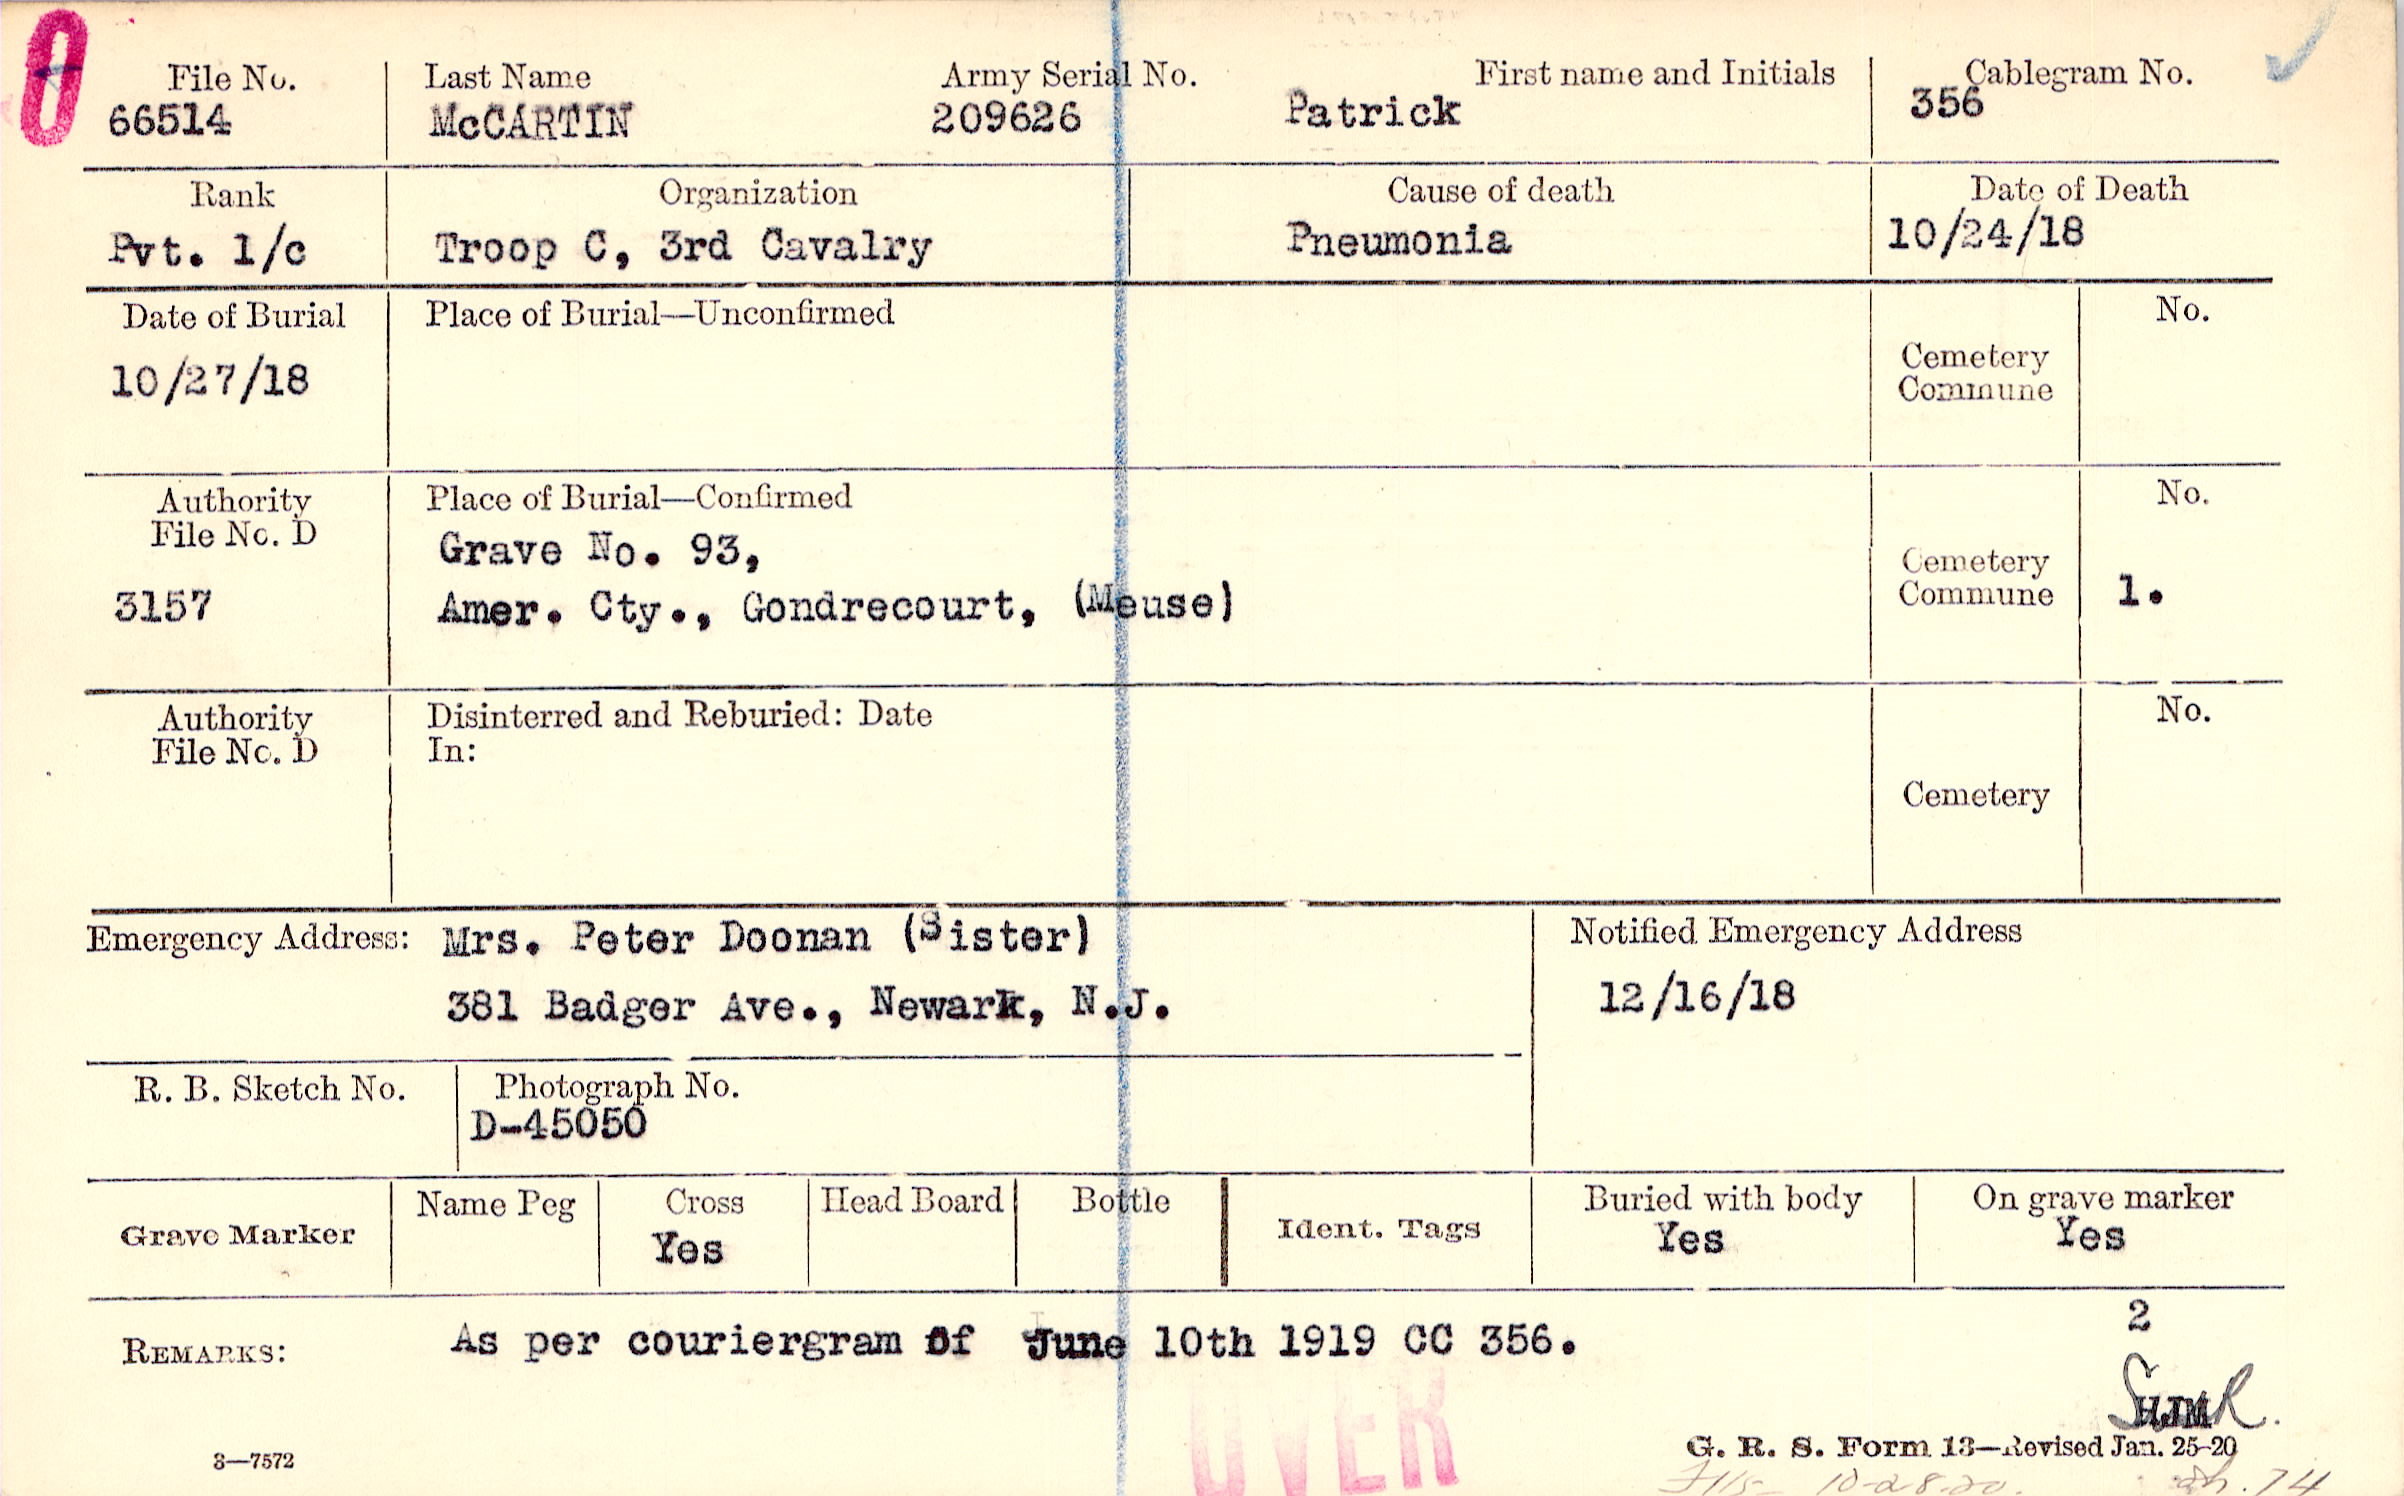 0
File No.
66514
Last Name
McCARTIN
Army Serial No.
209626
First name and Initials
Patrick
Cablegram No.
356
Rank
Pvt. 1/c
Organization
Troop C, 3rd Cavalry
Cause of death
Pneumonia
Date of Death
10/24/18
Date of Burial
10/27/18
Place of Burial—Unconfirmed
Cemetery
Commune
No.
Authority
File No. D
3157
Place of Burial—Confirmed
Grave No. 93,
Amer. Cty., Gondrecourt, (Meuse)
Cemetery
Commune
No.
1.
Authority
File No. D
Disinterred and Reburied: Date
In:
Cemetery
No.
Emergency Address: Mrs. Peter Doonan (Sister)
381 Badger Ave., Newark, N.J.
Notified Emergency Address
12/16/18
R. B. Sketch No.
Photograph No.
D-45050
Grave Marker
Name Peg
Cross
Yes
Head Board
Bottle
Ident. Tags
Buried with body
Yes
On grave marker
Yes
REMARKS: As per couriergram of June 10th 1919 CC 356.
2
HJM
OVER
3—7572
G. R. S. Form 13—Revised Jan. 25-20
10-28-20.
74